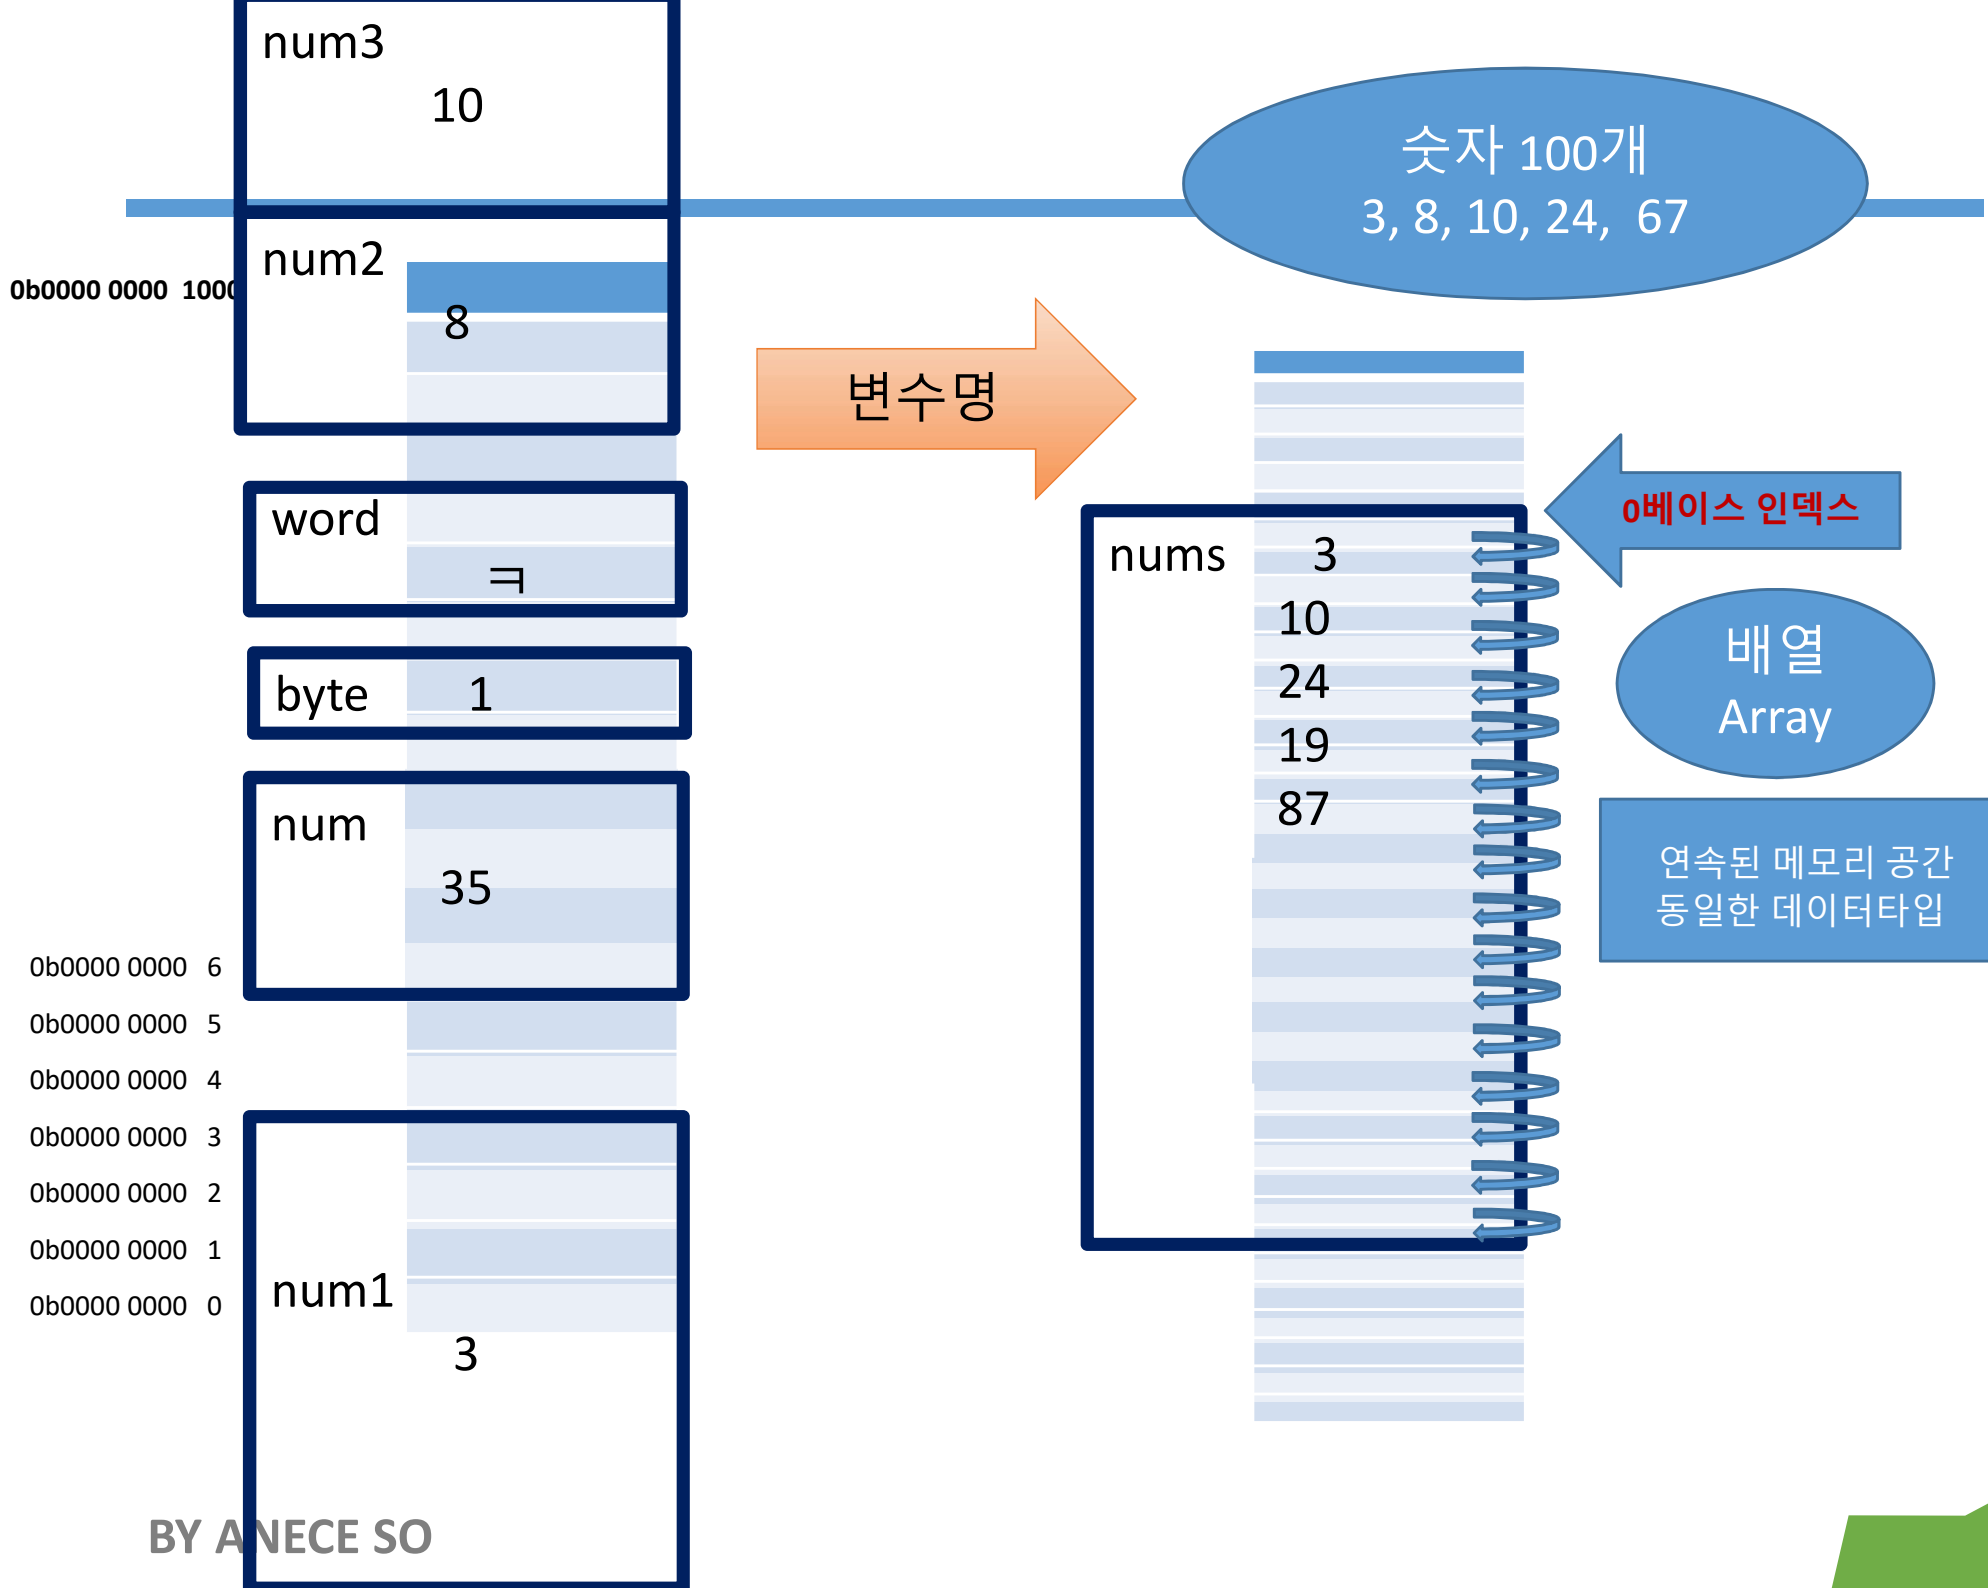 num3
10
숫자 100개
3, 8, 10, 24, 67
num2
0b0000 0000 1000
8
변수명
0베이스 인덱스
word
ㅋ
nums
3
10
24
19
87
배열
Array
byte
1
num
35
연속된 메모리 공간
동일한 데이터타입
0b0000 0000 6
0b0000 0000 5
0b0000 0000 4
0b0000 0000 3
0b0000 0000 2
0b0000 0000 1
0b0000 0000 0
num1
3
BY ANECE SO